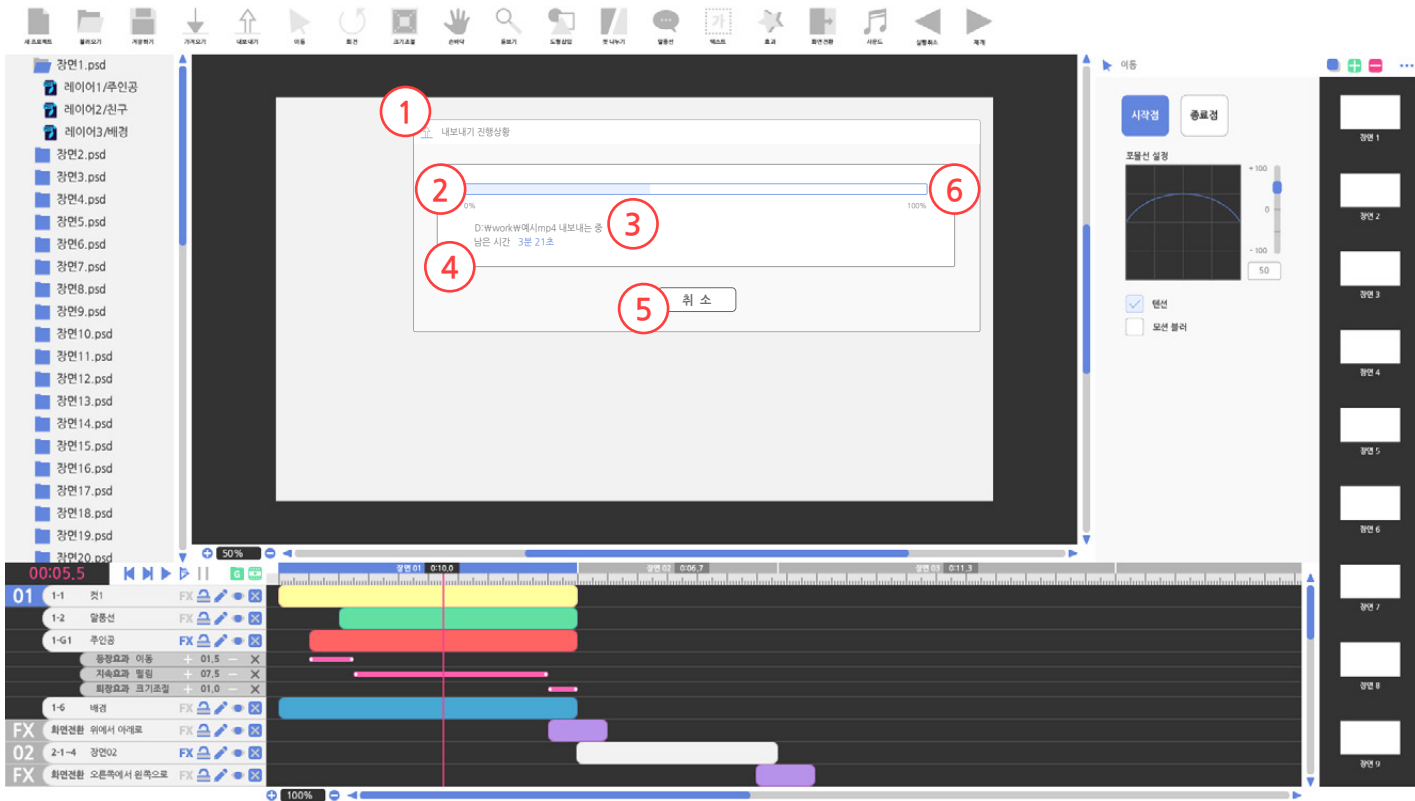 새 프로젝트 불러오기 저장하기 가져오기 내보내기 이동 회전 크기조절 손바닥 돋보기 도형삽입 컷 나누기 말풍선 텍스트 효과 화면전환 사운드 실행취소 재개
가
장면1.psd
레이어1/주인공
레이어2/친구
레이어3/배경
장면2.psd
장면3.psd
장면4.psd
장면5.psd
장면6.psd
장면7.psd
장면8.psd
장면9.psd
장면10.psd
장면11.psd
장면12.psd
장면13.psd
장면14.psd
장면15.psd
장면16.psd
장면17.psd
장면18.psd
장면19.psd
장면20.psd
1
내보내기 진행상황
2
6
0%
100%
3
D:₩work₩예시mp4 내보내는 중
남은 시간 3분 21초
4
5
취 소
50%
이동
시작점 종료점
포물선 설정
+ 100
0
- 100
50
텐션
모션 블러
장면 1
장면 2
장면 3
장면 4
장면 5
장면 6
장면 7
장면 8
장면 9
00:05.5 G
장면 01 0:10.0 장면 02 0:06.7 장면 03 0:11.3
01 1-1 컷1 FX
1-2 말풍선 FX
1-G1 주인공 FX
등장효과 이동 + 01.5 −
지속효과 떨림 + 07.5 −
퇴장효과 크기조절 + 01.0 −
1-6 배경 FX
FX 화면전환 위에서 아래로 FX
02 2-1~4 장면02 FX
FX 화면전환 오른쪽에서 왼쪽으로 FX
100%